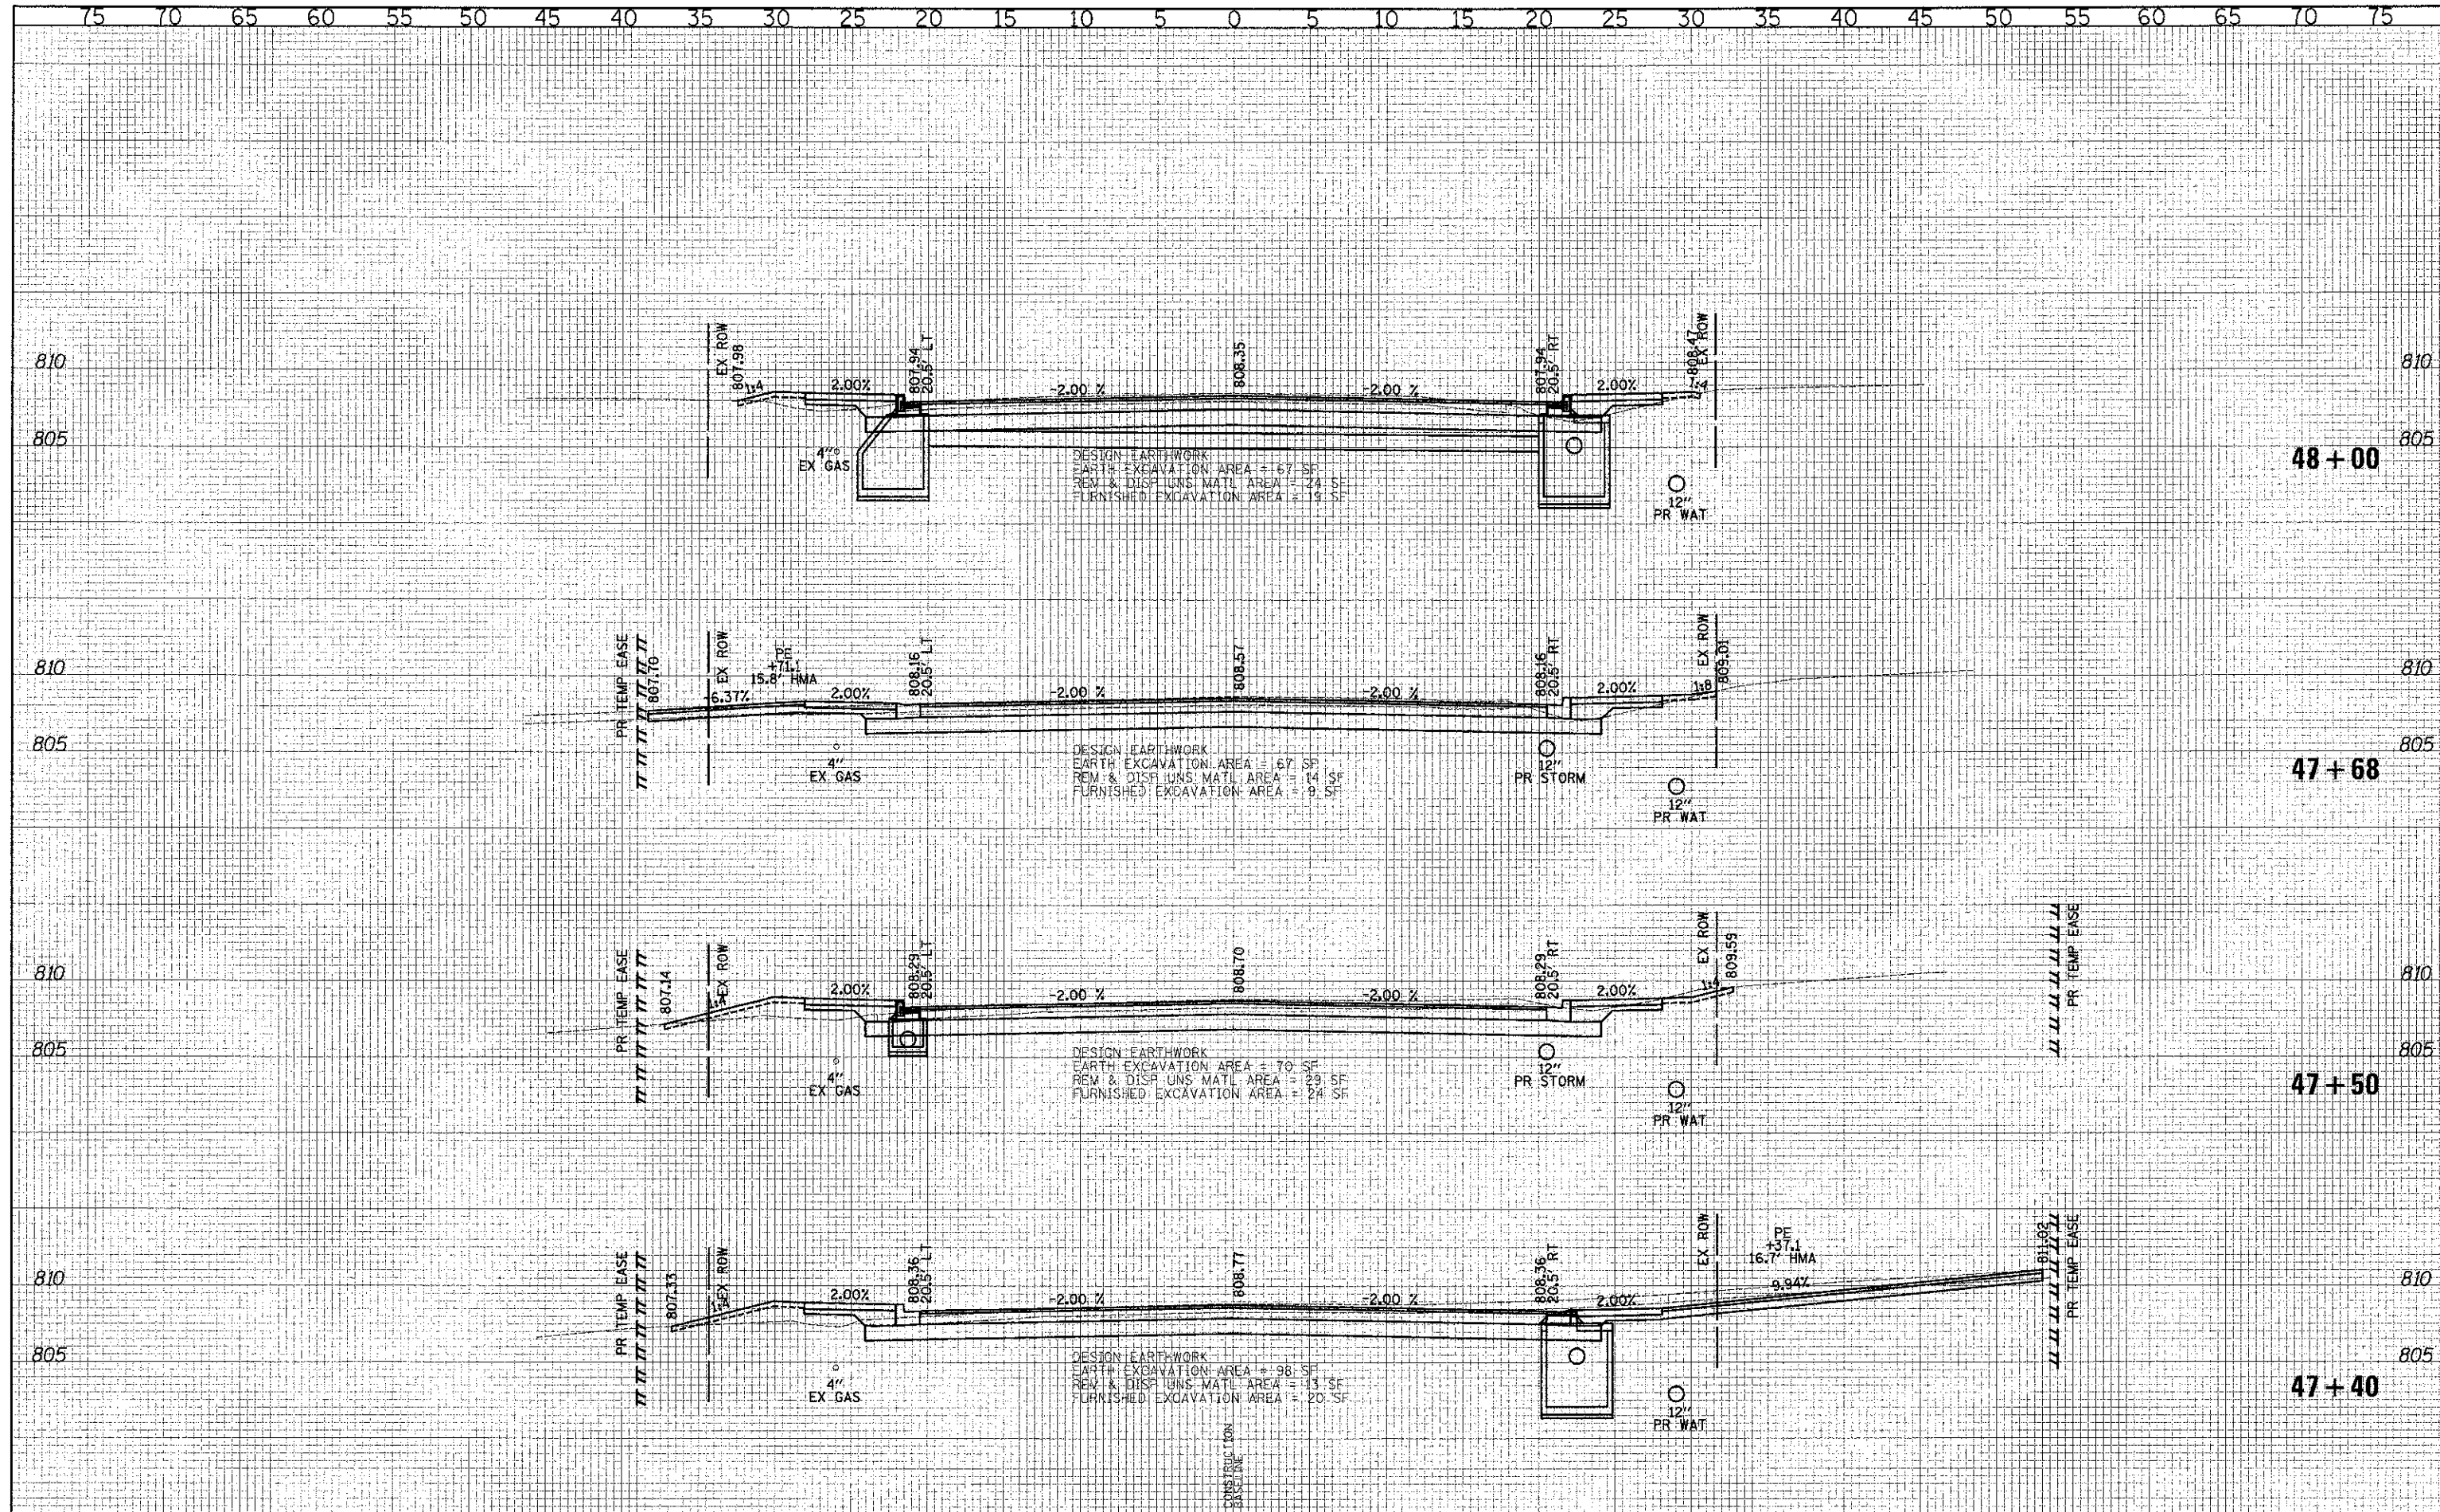 75 70 65 60 55 50 45 40 35 30 25 20 15 10 5 0 5 10 15 20 25 30 35 40 45 50 55 60 65 70 75
EX ROW
807.98
1:4
2.00%
807.94
20.5' LT
-2.00 %
808.35
-2.00 %
807.94
20.5' RT
2.00%
808.47
1:4
EX ROW
810
810
805
805
4"
EX GAS
DESIGN EARTHWORK
EARTH EXCAVATION AREA = 67 SF
REM & DISP UNS MATL AREA = 24 SF
FURNISHED EXCAVATION AREA = 19 SF
12"
PR WAT
48+00
PR TEMP EASE
807.70
EX ROW
-6.37%
PE
+71.1
15.8' HMA
2.00%
808.16
20.5' LT
-2.00 %
808.57
-2.00 %
808.16
20.5' RT
2.00%
1:8
EX ROW
809.01
810
810
805
805
4"
EX GAS
DESIGN EARTHWORK
EARTH EXCAVATION AREA = 67 SF
REM & DISP UNS MATL AREA = 14 SF
FURNISHED EXCAVATION AREA = 9 SF
12"
PR STORM
12"
PR WAT
47+68
PR TEMP EASE
807.14
1:4
EX ROW
2.00%
808.29
20.5' LT
-2.00 %
808.70
-2.00 %
808.29
20.5' RT
2.00%
1:4
EX ROW
809.59
PR TEMP EASE
810
810
805
805
4"
EX GAS
DESIGN EARTHWORK
EARTH EXCAVATION AREA = 70 SF
REM & DISP UNS MATL AREA = 29 SF
FURNISHED EXCAVATION AREA = 24 SF
12"
PR STORM
12"
PR WAT
47+50
PR TEMP EASE
807.33
1:4
EX ROW
2.00%
808.36
20.5' LT
-2.00 %
808.77
-2.00 %
808.36
20.5' RT
2.00%
EX ROW
PE
+37.1
16.7' HMA
9.94%
811.02
PR TEMP EASE
810
810
805
805
4"
EX GAS
DESIGN EARTHWORK
EARTH EXCAVATION AREA = 98 SF
REM & DISP UNS MATL AREA = 13 SF
FURNISHED EXCAVATION AREA = 20 SF
12"
PR WAT
47+40
CONSTRUCTION
BASELINE